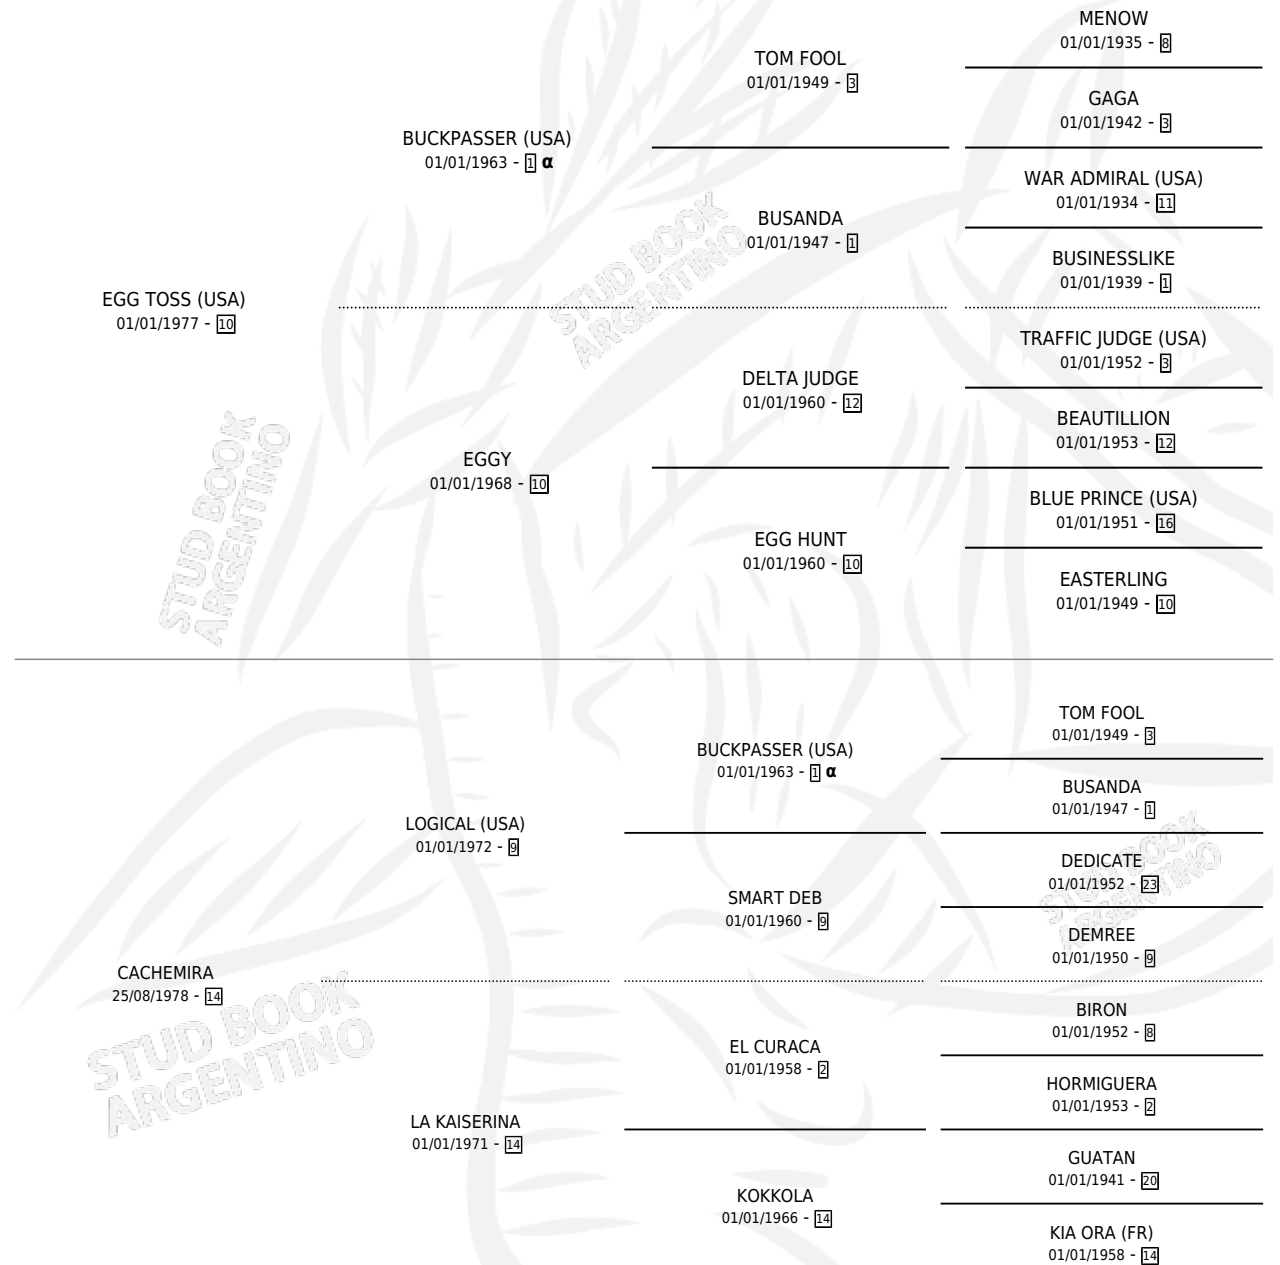 MENOW
01/01/1935 - 8
TOM FOOL
01/01/1949 - 3
GAGA
01/01/1942 - 3
BUCKPASSER (USA)
01/01/1963 - 1 α
WAR ADMIRAL (USA)
01/01/1934 - 11
BUSANDA
01/01/1947 - 1
BUSINESSLIKE
01/01/1939 - 1
STUD BOOK
ARGENTINO
EGG TOSS (USA)
01/01/1977 - 10
TRAFFIC JUDGE (USA)
01/01/1952 - 3
DELTA JUDGE
01/01/1960 - 12
BEAUTILLION
01/01/1953 - 12
EGGY
01/01/1968 - 10
BLUE PRINCE (USA)
01/01/1951 - 16
EGG HUNT
01/01/1960 - 10
EASTERLING
01/01/1949 - 10
STUD BOOK
ARGENTINO
TOM FOOL
01/01/1949 - 3
BUCKPASSER (USA)
01/01/1963 - 1 α
BUSANDA
01/01/1947 - 1
LOGICAL (USA)
01/01/1972 - 9
DEDICATE
01/01/1952 - 23
SMART DEB
01/01/1960 - 9
DEMREE
01/01/1950 - 9
STUD BOOK
ARGENTINO
CACHEMIRA
25/08/1978 - 14
BIRON
01/01/1952 - 8
EL CURACA
01/01/1958 - 2
HORMIGUERA
01/01/1953 - 2
LA KAISERINA
01/01/1971 - 14
GUATAN
01/01/1941 - 20
KOKKOLA
01/01/1966 - 14
KIA ORA (FR)
01/01/1958 - 14
STUD BOOK
ARGENTINO